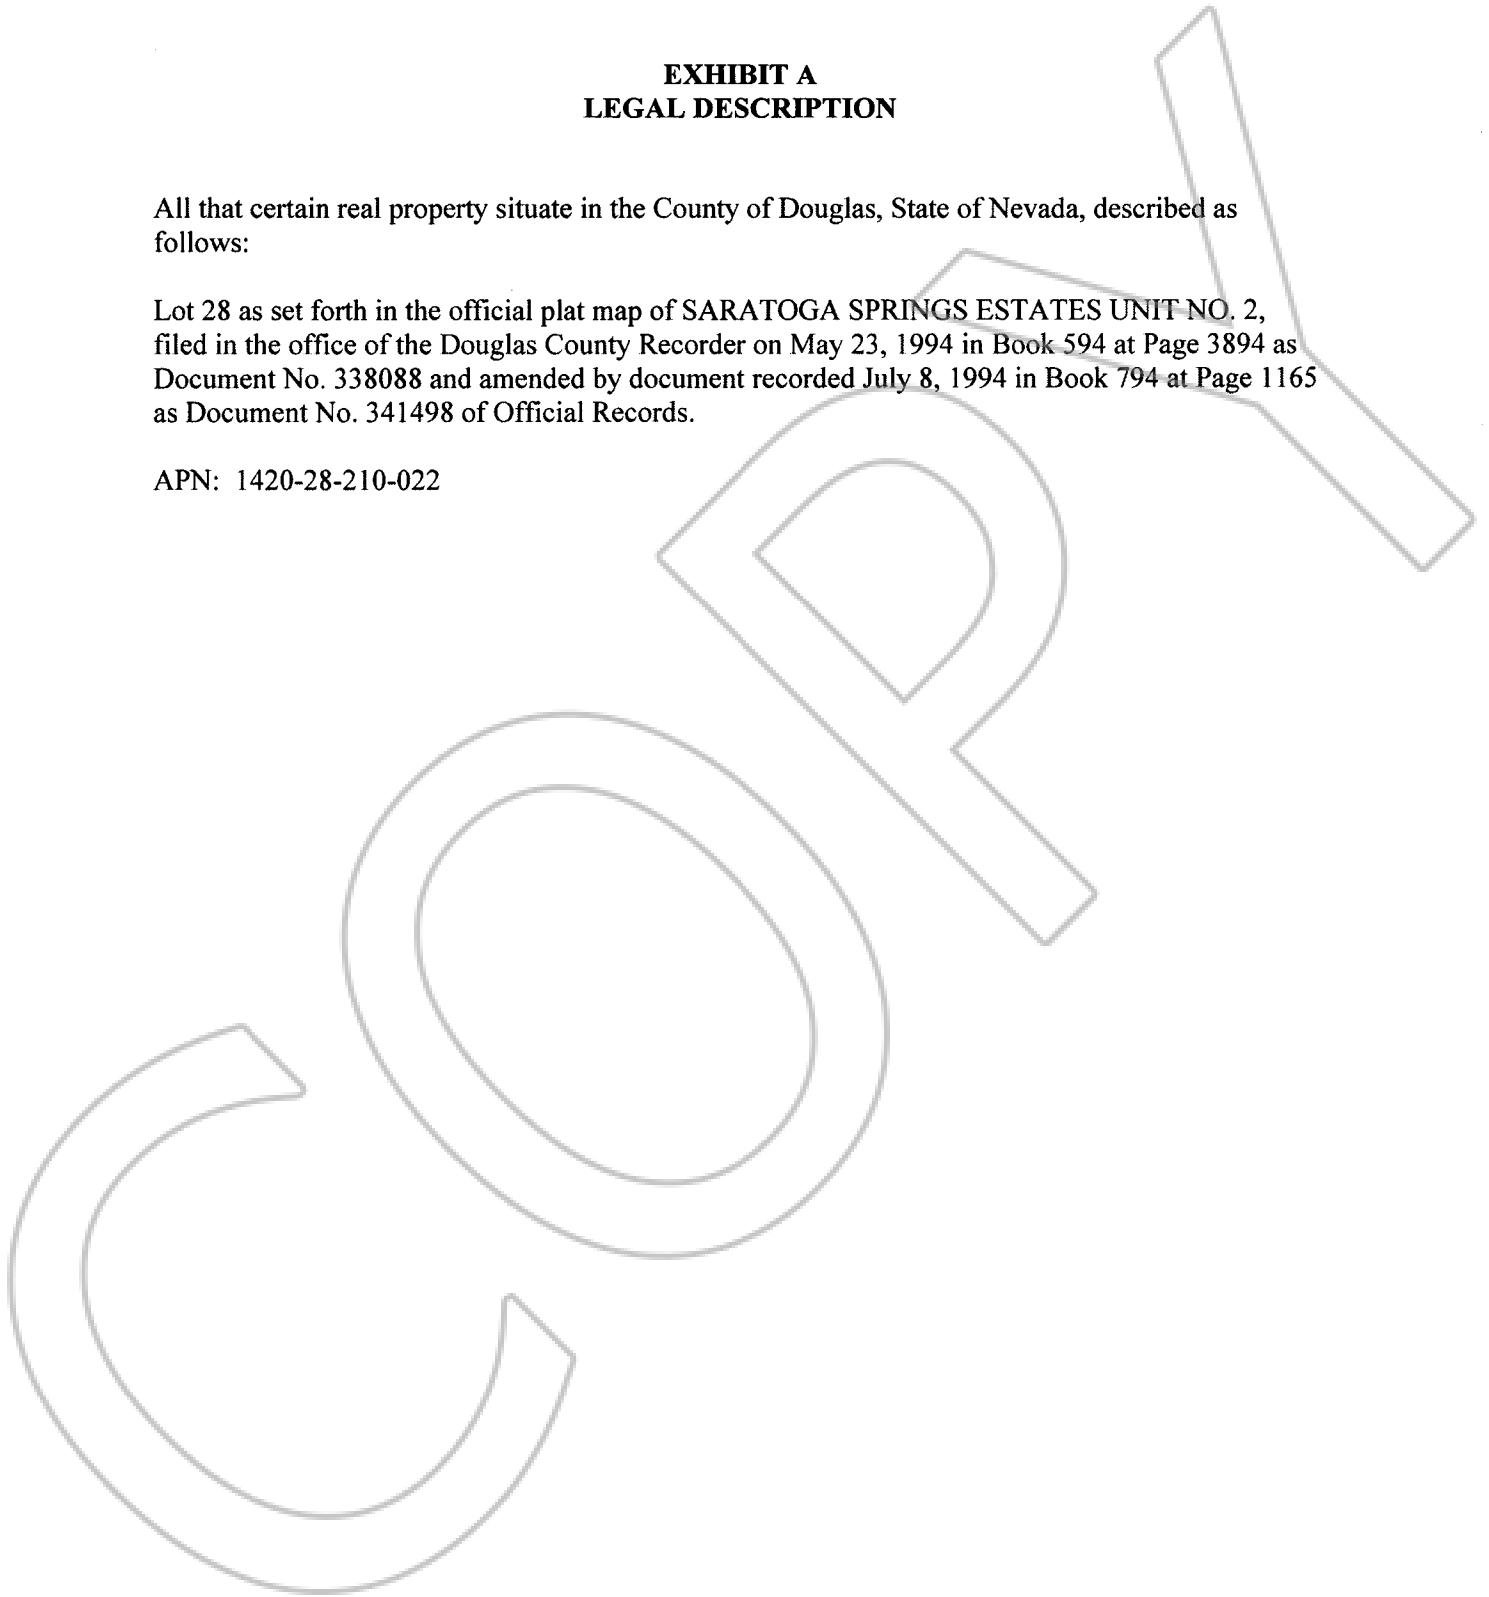 EXHIBIT A
LEGAL DESCRIPTION
All that certain real property situate in the County of Douglas, State of Nevada, described as
follows:
Lot 28 as set forth in the official plat map of SARATOGA SPRINGS ESTATES UNIT NO. 2,
filed in the office of the Douglas County Recorder on May 23, 1994 in Book 594 at Page 3894 as
Document No. 338088 and amended by document recorded July 8, 1994 in Book 794 at Page 1165
as Document No. 341498 of Official Records.
APN: 1420-28-210-022
COPY